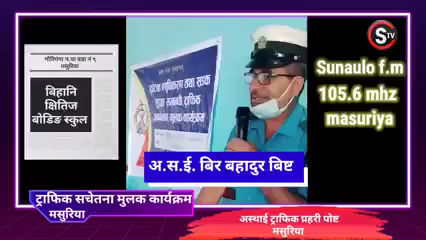 गौरिगंगा न.पा वडा नं ९
मसुरिया
बिहानि
क्षितिज
बोडिङ स्कुल
S TV
Sunaulo f.m
105.6 mhz
masuriya
अ.स.ई. बिर बहादुर बिष्ट
ट्राफिक सचेतना मुलक कार्यक्रम
मसुरिया
अस्थाई ट्राफिक प्रहरी पोष्ट
मसुरिया